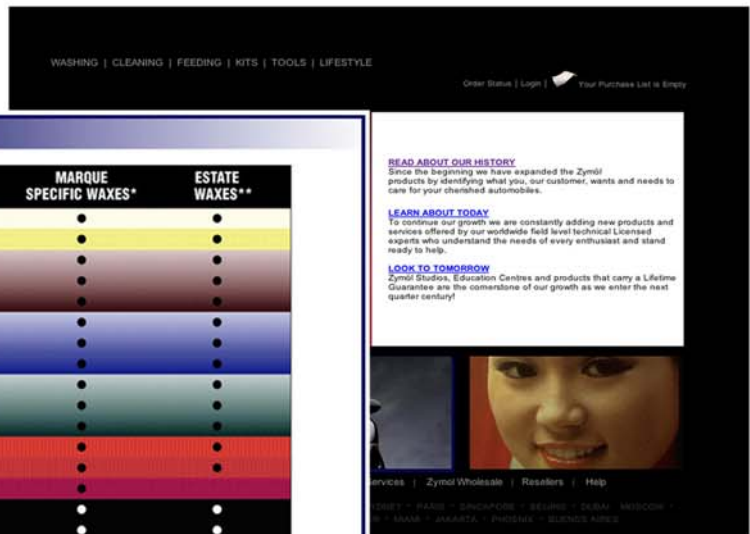 WASHING | CLEANING | FEEDING | KITS | TOOLS | LIFESTYLE
Order Status | Login | Your Purchase List is Empty
MARQUE
SPECIFIC WAXES*
ESTATE
WAXES**
READ ABOUT OUR HISTORY
Since the beginning we have expanded the Zymöl
products by identifying what you, our customer, wants and needs to
care for your cherished automobiles.
LEARN ABOUT TODAY
To continue our growth we are constantly adding new products and
services offered by our worldwide field level technical Licensed
experts who understand the needs of every enthusiast and stand
ready to help.
LOOK TO TOMORROW
Zymöl Studios, Education Centres and products that carry a Lifetime
Guarantee are the cornerstone of our growth as we enter the next
quarter century!
Services | Zymöl Wholesale | Resellers | Help
SYDNEY * PARIS * SINGAPORE * BEIJING * DUBAI MOSCOW *
* MIAMI * JAKARTA * PHOENIX * BUENOS AIRES